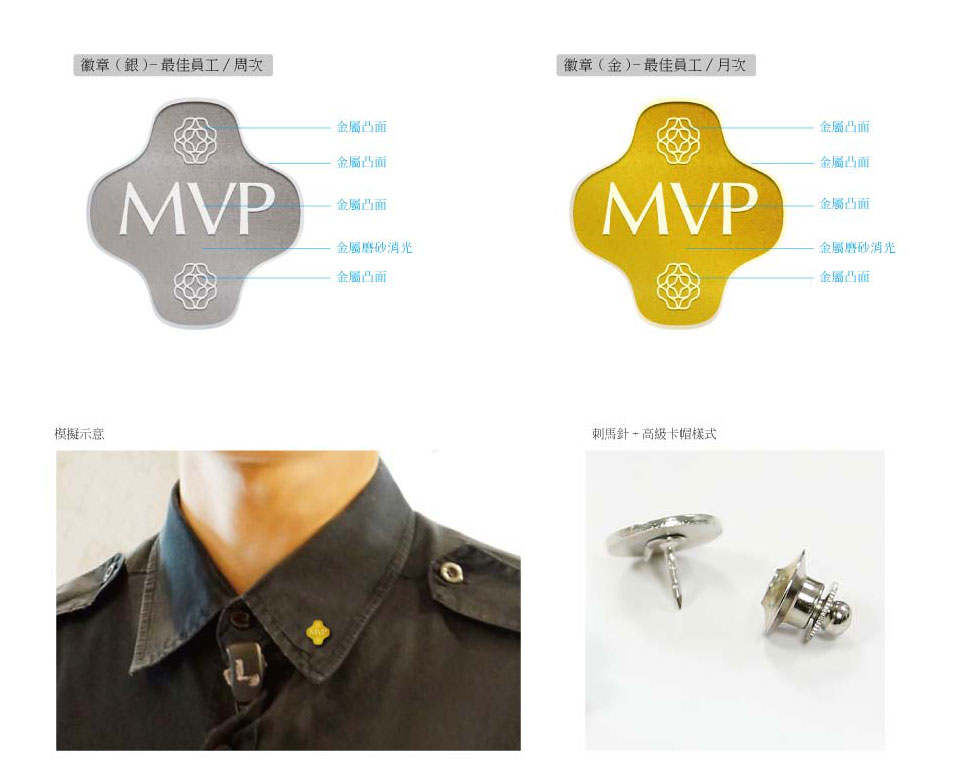 徽章（銀）- 最佳員工 / 周次
MVP
金屬凸面
金屬凸面
金屬凸面
金屬磨砂消光
金屬凸面
徽章（金）- 最佳員工 / 月次
MVP
金屬凸面
金屬凸面
金屬凸面
金屬磨砂消光
金屬凸面
模擬示意
MVP
L
刺馬針 + 高級卡帽樣式